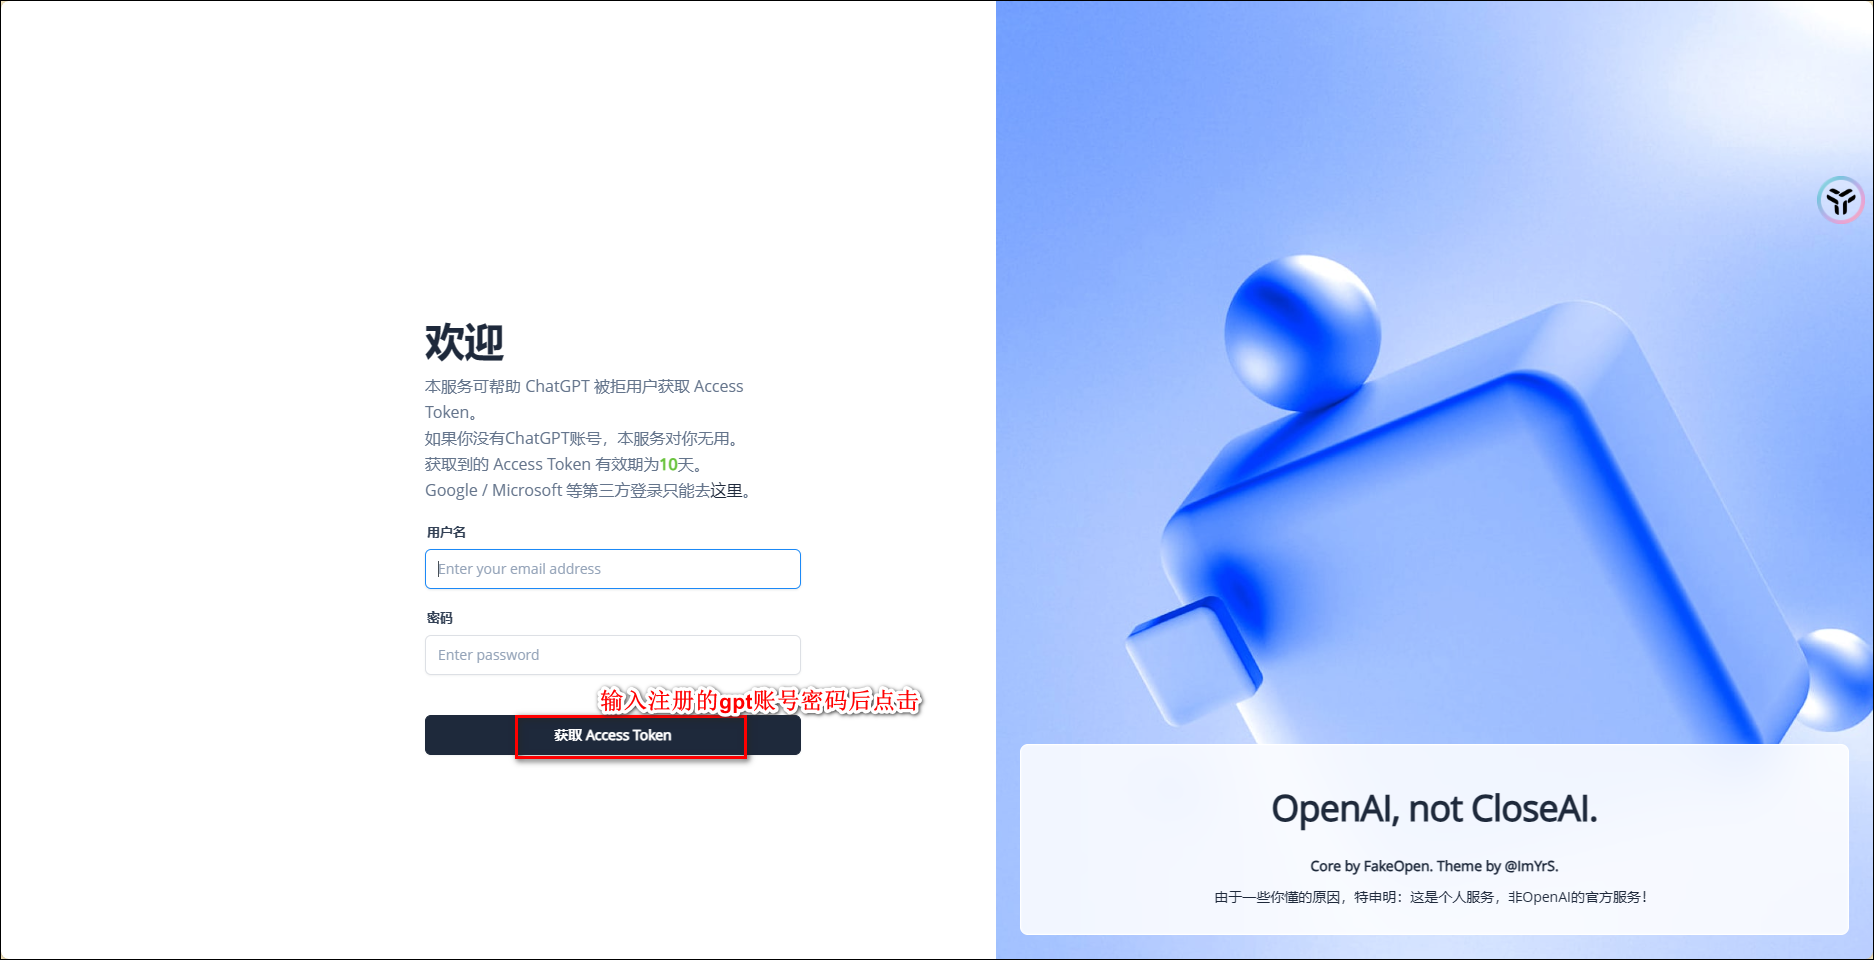 欢迎
本服务可帮助 ChatGPT 被拒用户获取 Access
Token。
如果你没有ChatGPT账号，本服务对你无用。
获取到的 Access Token 有效期为10天。
Google / Microsoft 等第三方登录只能去这里。
用户名
Enter your email address
密码
Enter password
输入注册的gpt账号密码后点击
获取 Access Token
OpenAI, not CloseAI.
Core by FakeOpen. Theme by @ImYrS.
由于一些你懂的原因，特申明：这是个人服务，非OpenAI的官方服务！